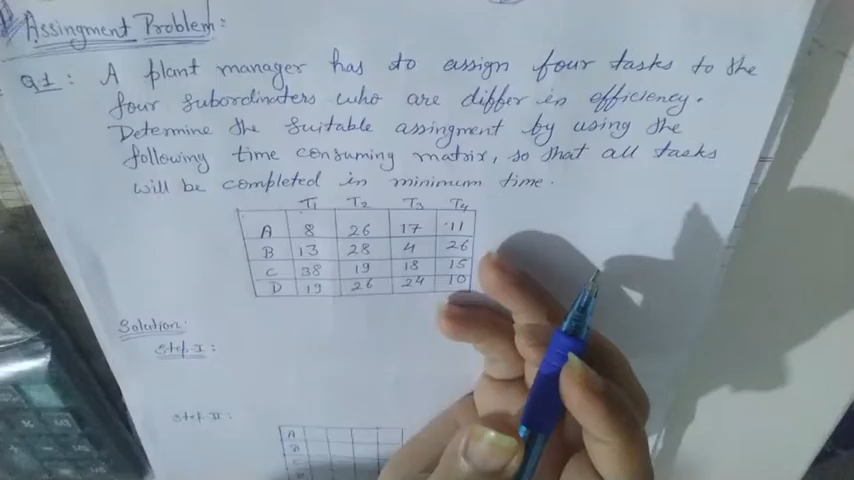 Assingment Problem:
Q1: A plant manager has to assign four tasks to the
four subordinaters who are differ in efficiency.
Determine the suitable assingment by using the
following time consuming matrix, so that all tasks
will be completed in minimum time.
T1 T2 T3 T4
A 8 26 17 11
B 13 28 4 26
C 38 19 18 15
D 19 26 24 10
Solution:
Step I:
Step II:
A
B
C